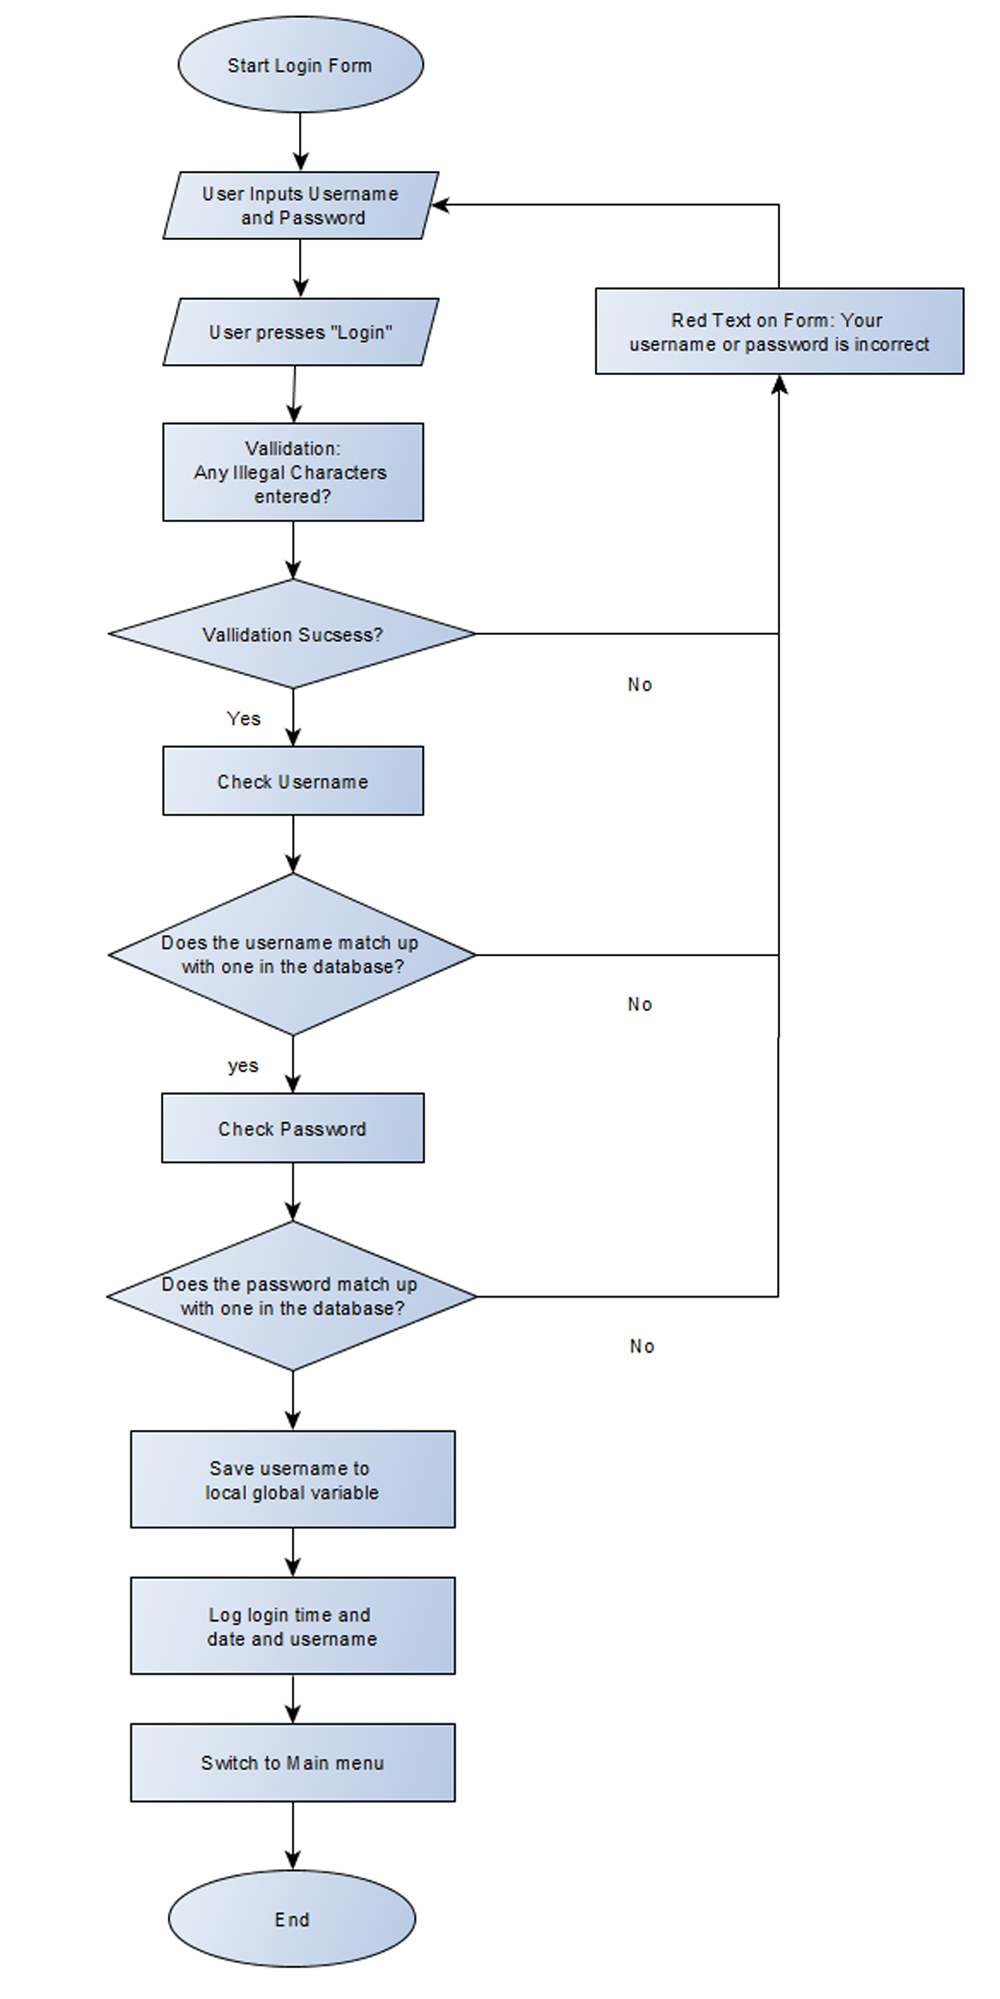 Start Login Form
User Inputs Username
and Password
User presses "Login"
Red Text on Form: Your
username or password is incorrect
Vallidation:
Any Illegal Characters
entered?
Vallidation Sucsess?
No
Yes
Check Username
Does the username match up
with one in the database?
No
yes
Check Password
Does the password match up
with one in the database?
No
Save username to
local global variable
Log login time and
date and username
Switch to Main menu
End